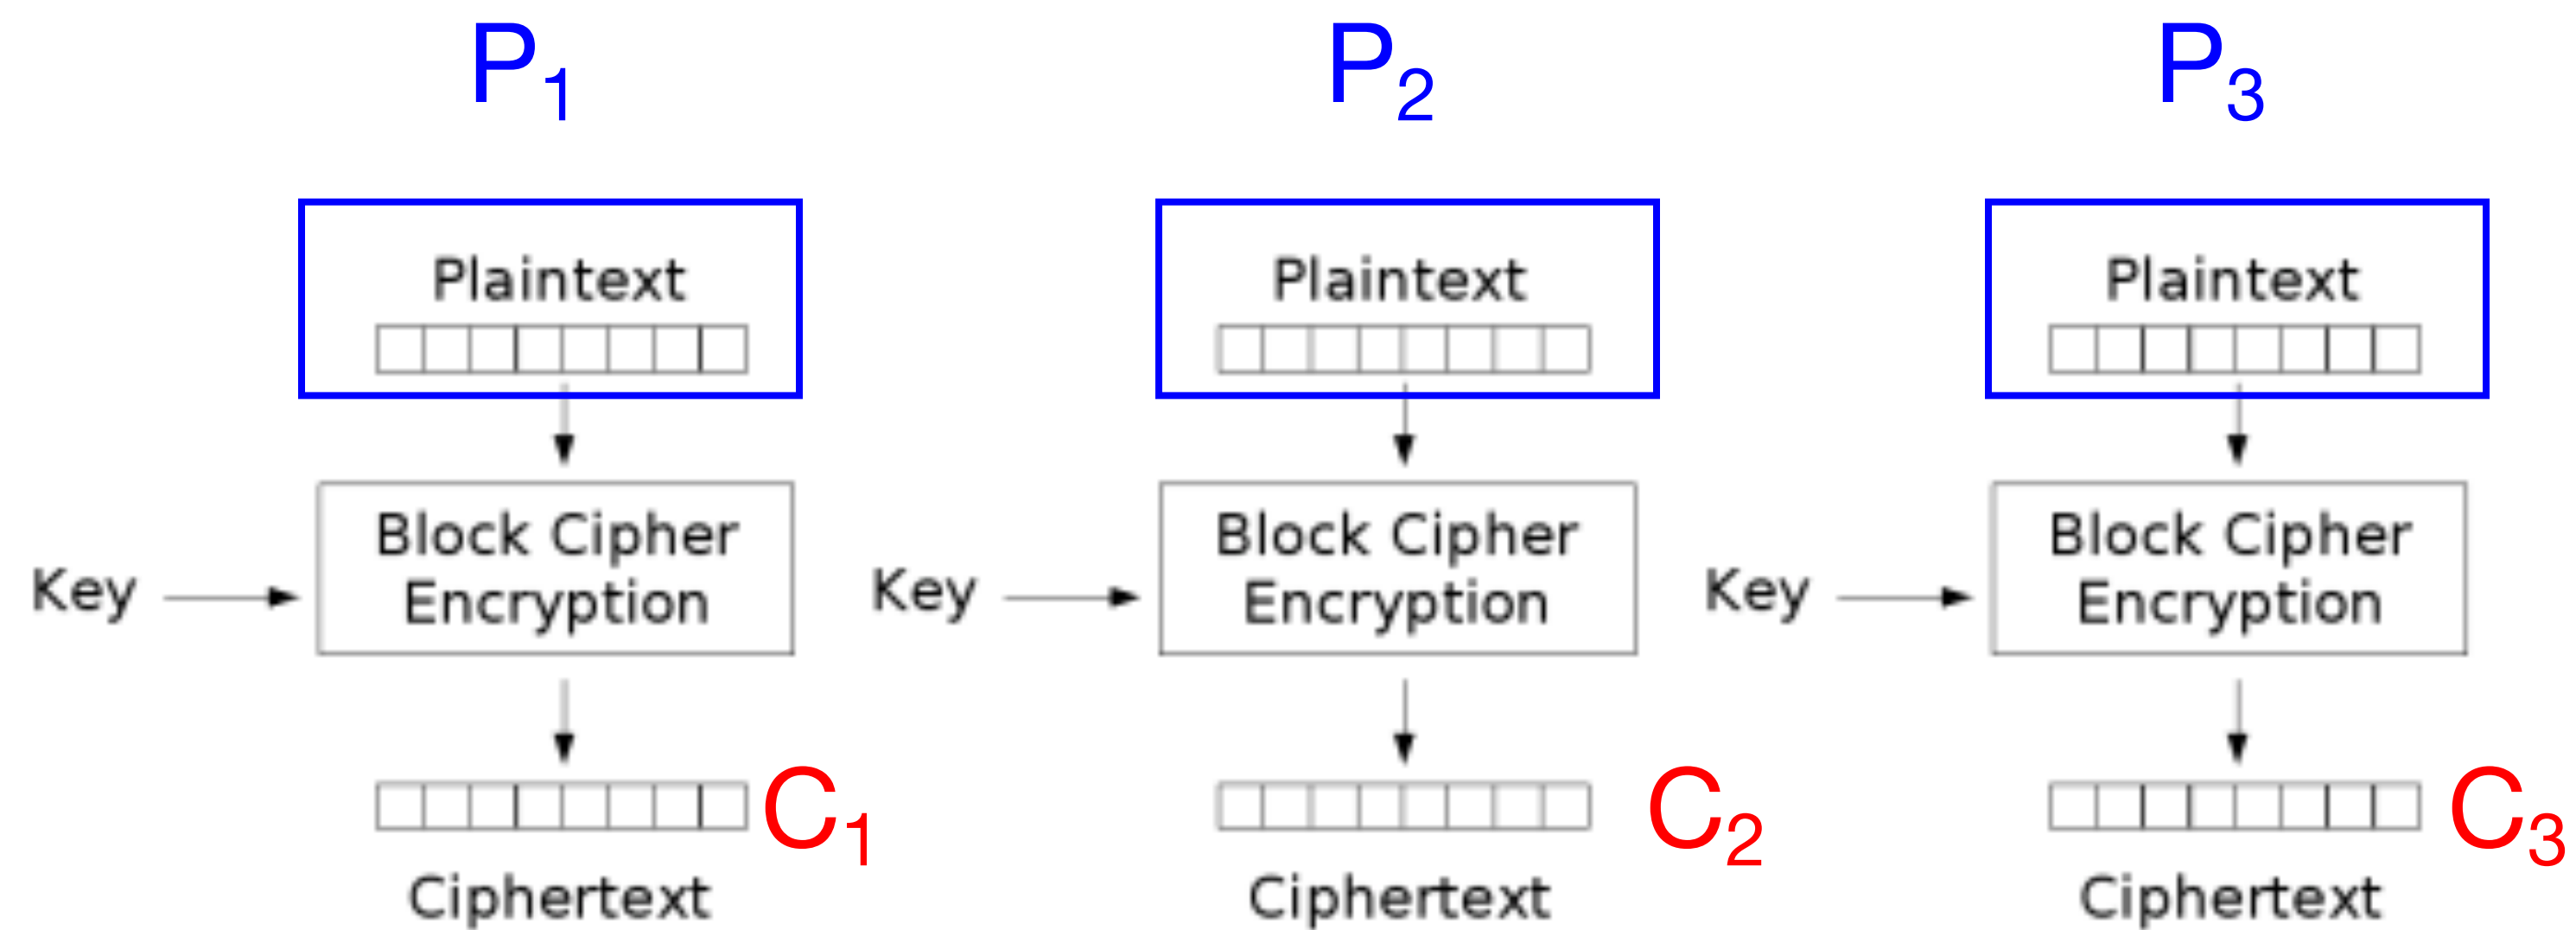 P1 P2 P3
Plaintext Plaintext Plaintext
Block Cipher Block Cipher Block Cipher
Key Encryption Key Encryption Key Encryption
C1 C2 C3
Ciphertext Ciphertext Ciphertext